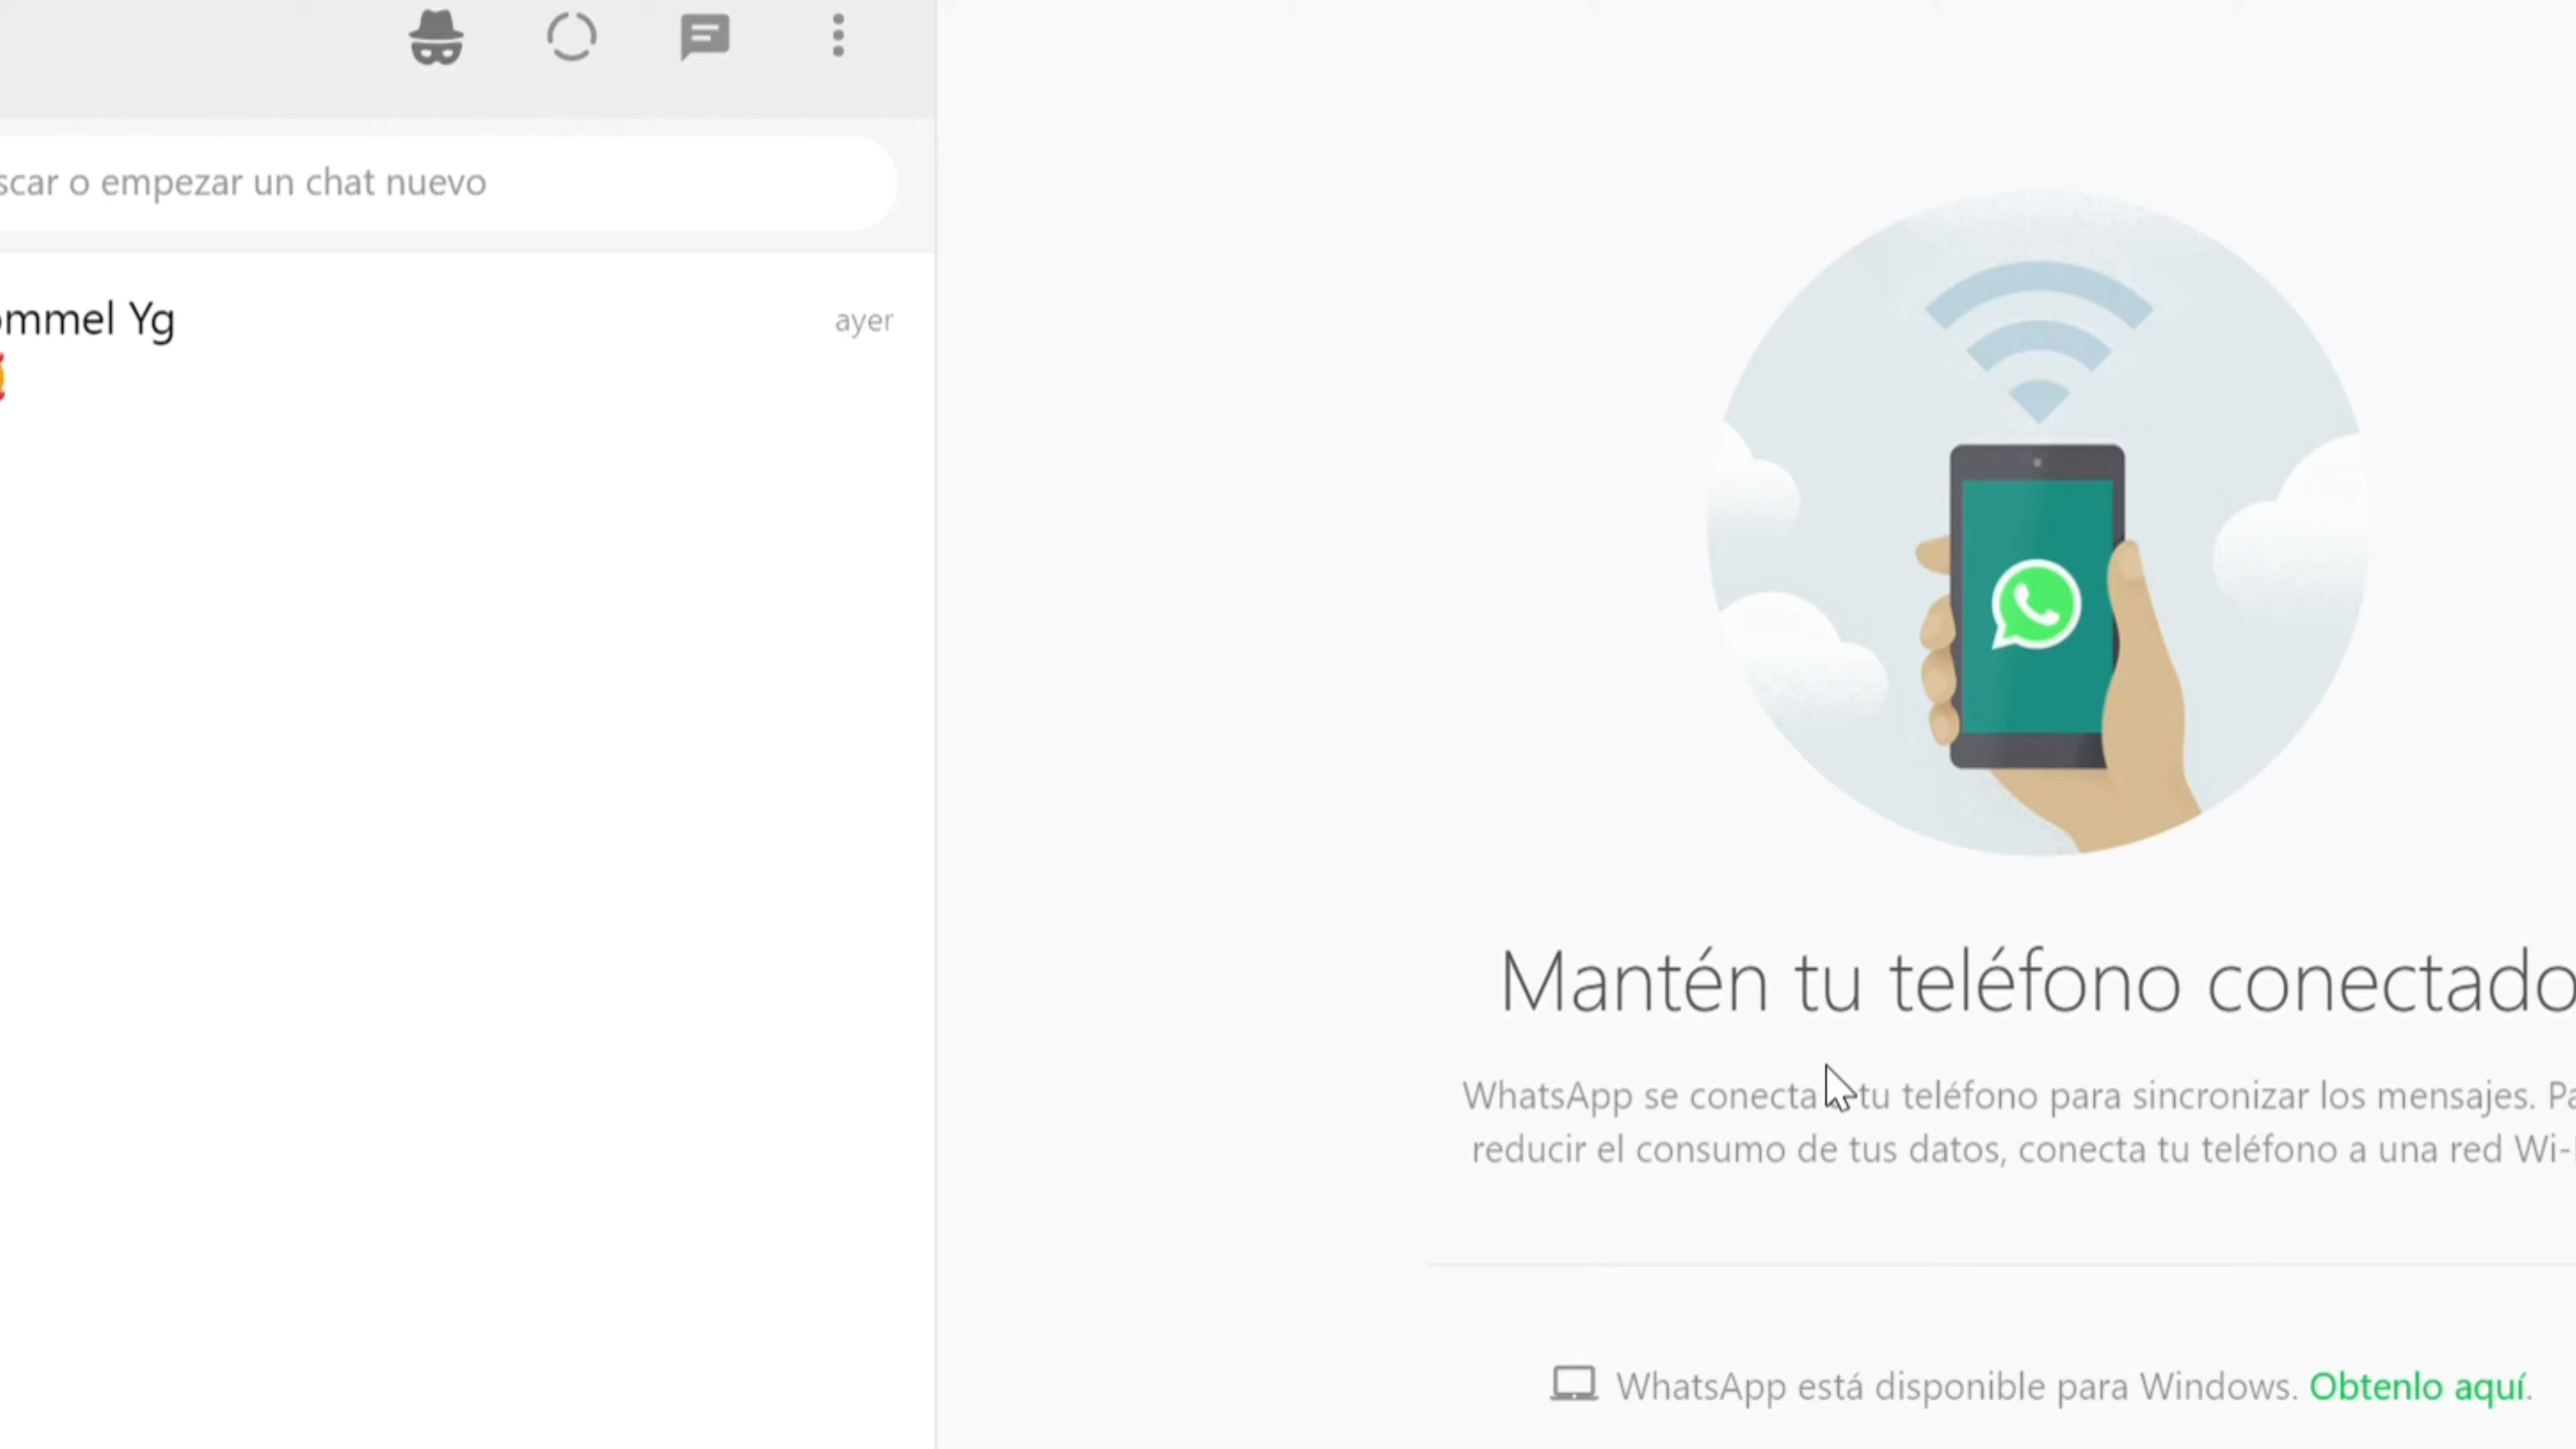 scar o empezar un chat nuevo
ommel Yg
ayer
Mantén tu teléfono conectado
WhatsApp se conecta tu teléfono para sincronizar los mensajes. Pa
reducir el consumo de tus datos, conecta tu teléfono a una red Wi-
WhatsApp está disponible para Windows. Obtenlo aquí.